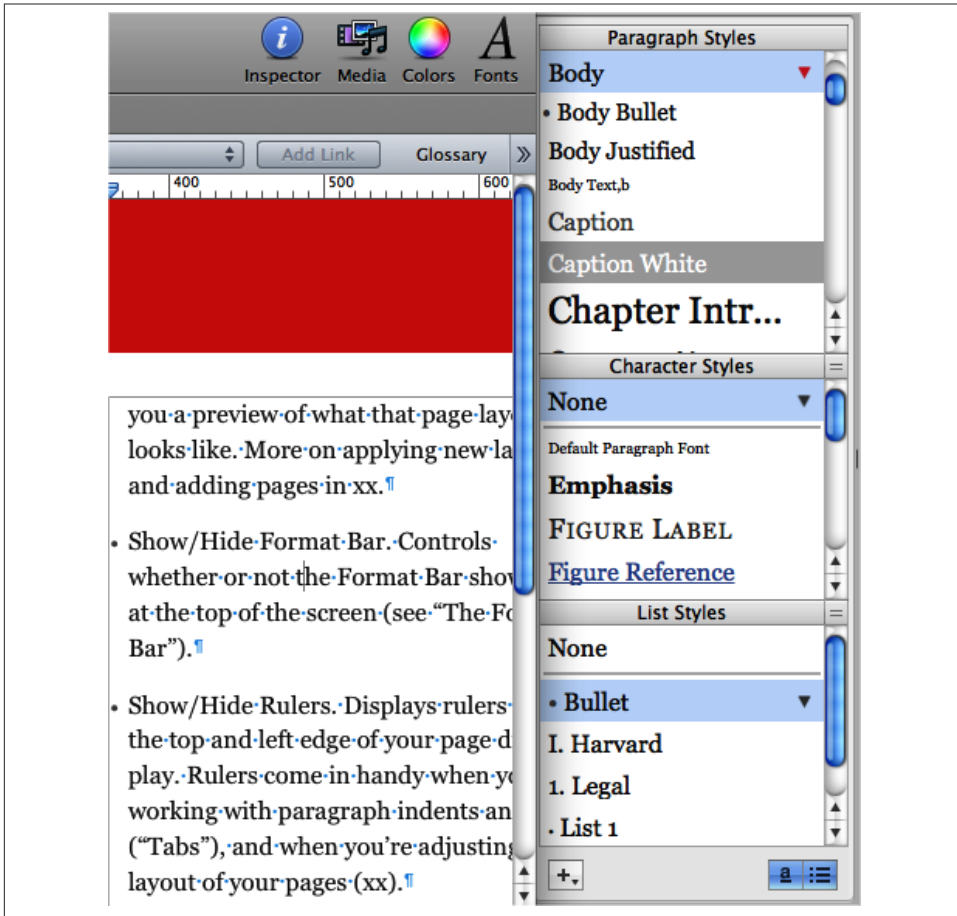 Inspector Media Colors Fonts
Add Link Glossary »
400 500 600
you a preview of what that page lay
looks like. More on applying new la
and adding pages in xx.¶
• Show/Hide Format Bar. Controls
whether or not the Format Bar show
at the top of the screen (see “The Fo
Bar”).¶
• Show/Hide Rulers. Displays rulers
the top and left edge of your page d
play. Rulers come in handy when yo
working with paragraph indents an
(“Tabs”), and when you’re adjusting
layout of your pages (xx).¶
Paragraph Styles
Body
• Body Bullet
Body Justified
Body Text,b
Caption
Caption White
Chapter Intr...
Character Styles
None
Default Paragraph Font
Emphasis
FIGURE LABEL
Figure Reference
List Styles
None
• Bullet
I. Harvard
1. Legal
· List 1
a